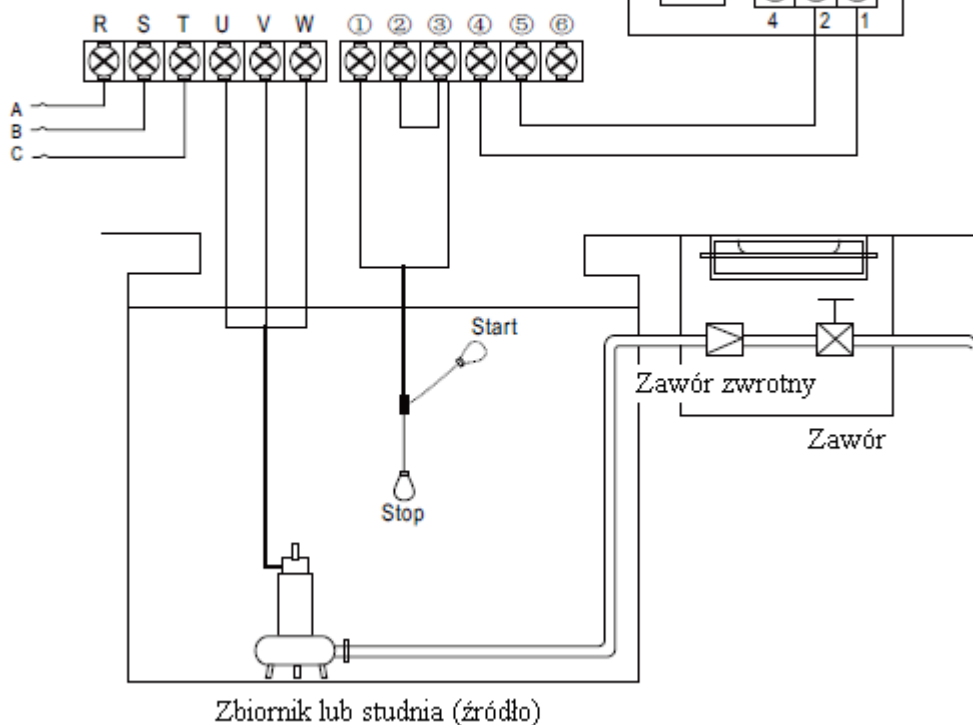 4 2 1
R S T U V W ① ② ③ ④ ⑤ ⑥
A
B
C
Start
Zawór zwrotny
Zawór
Stop
Zbiornik lub studnia (źródło)